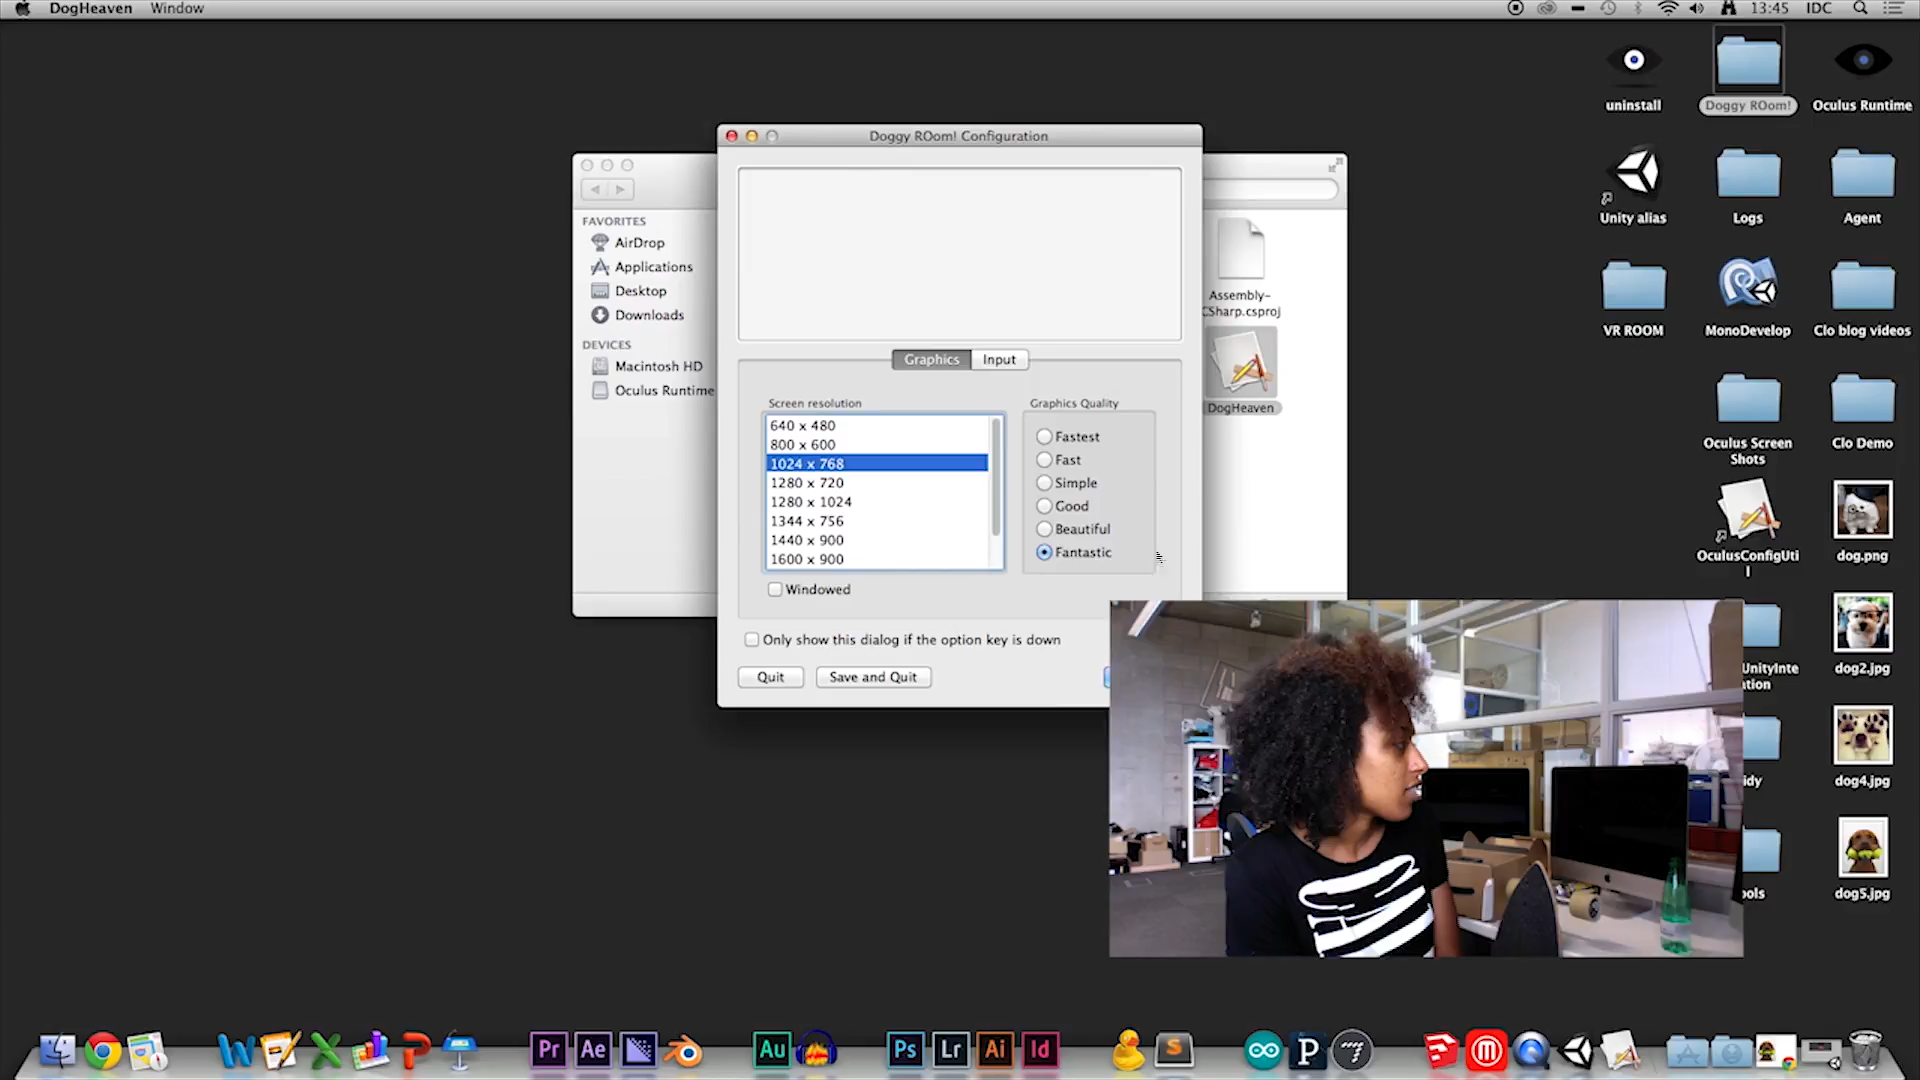 DogHeaven Window
13:45 IDC
uninstall
Doggy ROom!
Oculus Runtime
Unity alias
Logs
Agent
VR ROOM
MonoDevelop
Clo blog videos
Oculus Screen
Shots
Clo Demo
OculusConfigUti
l
dog.png
UnityInte
ation
dog2.jpg
idy
dog4.jpg
ools
dog5.jpg
Doggy ROom! Configuration
FAVORITES
AirDrop
Applications
Desktop
Downloads
DEVICES
Macintosh HD
Oculus Runtime
Assembly-
CSharp.csproj
DogHeaven
Graphics Input
Screen resolution
640 x 480
800 x 600
1024 x 768
1280 x 720
1280 x 1024
1344 x 756
1440 x 900
1600 x 900
Windowed
Graphics Quality
Fastest
Fast
Simple
Good
Beautiful
Fantastic
Only show this dialog if the option key is down
Quit Save and Quit
Pr Ae Au Ps Lr Ai Id S P